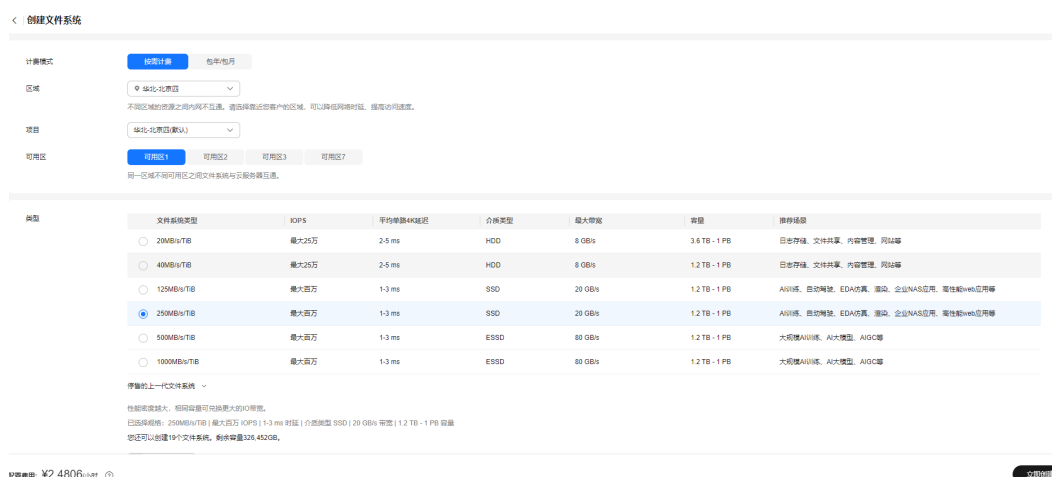 创建文件系统
计费模式 按需计费 包年/包月
区域 华北-北京四
不同区域的资源之间内网不互通。请选择靠近您客户的区域，可以降低网络时延、提高访问速度。
项目 华北-北京四(默认)
可用区 可用区1 可用区2 可用区3 可用区7
同一区域不同可用区之间文件系统与云服务器互通。
类型 文件系统类型 IOPS 平均单路4K延迟 介质类型 最大带宽 容量 推荐场景
20MB/s/TiB 最大25万 2-5 ms HDD 8 GB/s 3.6 TB - 1 PB 日志存储、文件共享、内容管理、网站等
40MB/s/TiB 最大25万 2-5 ms HDD 8 GB/s 1.2 TB - 1 PB 日志存储、文件共享、内容管理、网站等
125MB/s/TiB 最大百万 1-3 ms SSD 20 GB/s 1.2 TB - 1 PB AI训练、自动驾驶、EDA仿真、渲染、企业NAS应用、高性能web应用等
250MB/s/TiB 最大百万 1-3 ms SSD 20 GB/s 1.2 TB - 1 PB AI训练、自动驾驶、EDA仿真、渲染、企业NAS应用、高性能web应用等
500MB/s/TiB 最大百万 1-3 ms ESSD 80 GB/s 1.2 TB - 1 PB 大规模AI训练、AI大模型、AIGC等
1000MB/s/TiB 最大百万 1-3 ms ESSD 80 GB/s 1.2 TB - 1 PB 大规模AI训练、AI大模型、AIGC等
停售的上一代文件系统
性能密度越大，相同容量可兑换更大的IO带宽。
已选择规格：250MB/s/TiB | 最大百万 IOPS | 1-3 ms 时延 | 介质类型 SSD | 20 GB/s 带宽 | 1.2 TB - 1 PB 容量
您还可以创建19个文件系统。剩余容量326,452GB。
配置费用: ¥2.4806/小时 立即创建